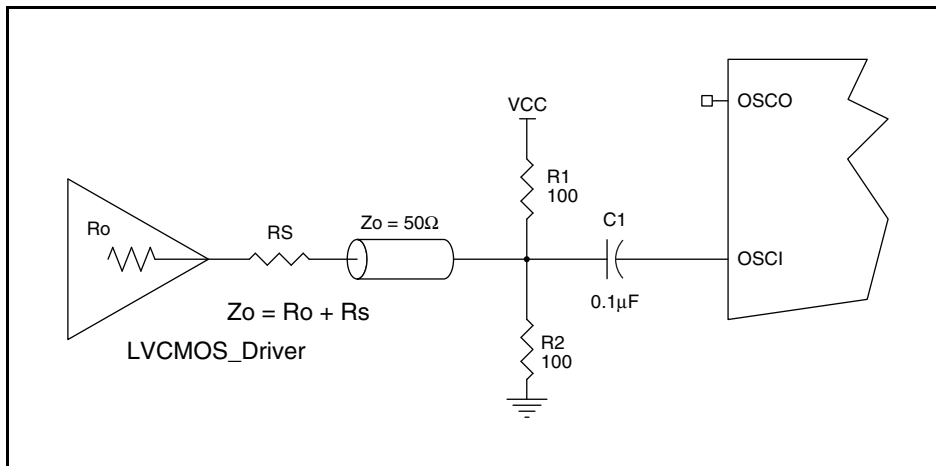 OSCO
VCC
R1
100
Ro
RS
Zo = 50Ω
C1
OSCI
0.1μF
Zo = Ro + Rs
R2
100
LVCMOS_Driver